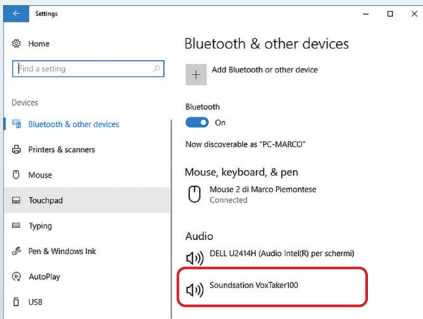 Settings
Home
Find a setting
Devices
Bluetooth & other devices
Printers & scanners
Mouse
Touchpad
Typing
Pen & Windows Ink
AutoPlay
USB
Bluetooth & other devices
Add Bluetooth or other device
Bluetooth
On
Now discoverable as "PC-MARCO"
Mouse, keyboard, & pen
Mouse 2 di Marco Piemontese
Connected
Audio
DELL U2414H (Audio Intel(R) per schermi)
Soundsation VoxTaker100